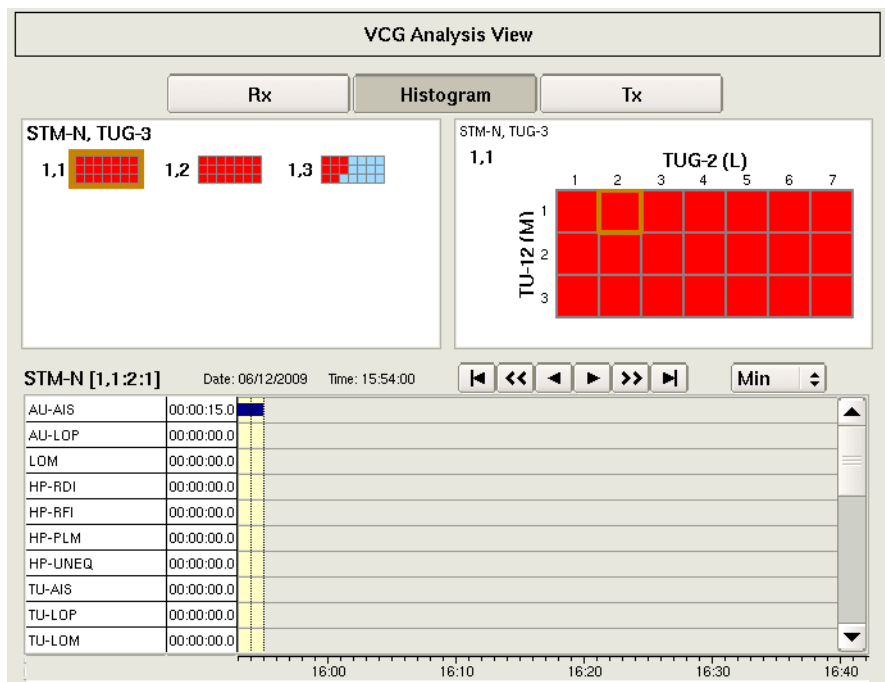 VCG Analysis View
Rx Histogram Tx
STM-N, TUG-3
1,1 1,2 1,3
STM-N, TUG-3
1,1 TUG-2 (L)
1 2 3 4 5 6 7
TU-12 (M)
1
2
3
STM-N [1,1:2:1] Date: 06/12/2009 Time: 15:54:00 Min
AU-AIS 00:00:15.0
AU-LOP 00:00:00.0
LOM 00:00:00.0
HP-RDI 00:00:00.0
HP-RFI 00:00:00.0
HP-PLM 00:00:00.0
HP-UNEQ 00:00:00.0
TU-AIS 00:00:00.0
TU-LOP 00:00:00.0
TU-LOM 00:00:00.0
16:00 16:10 16:20 16:30 16:40